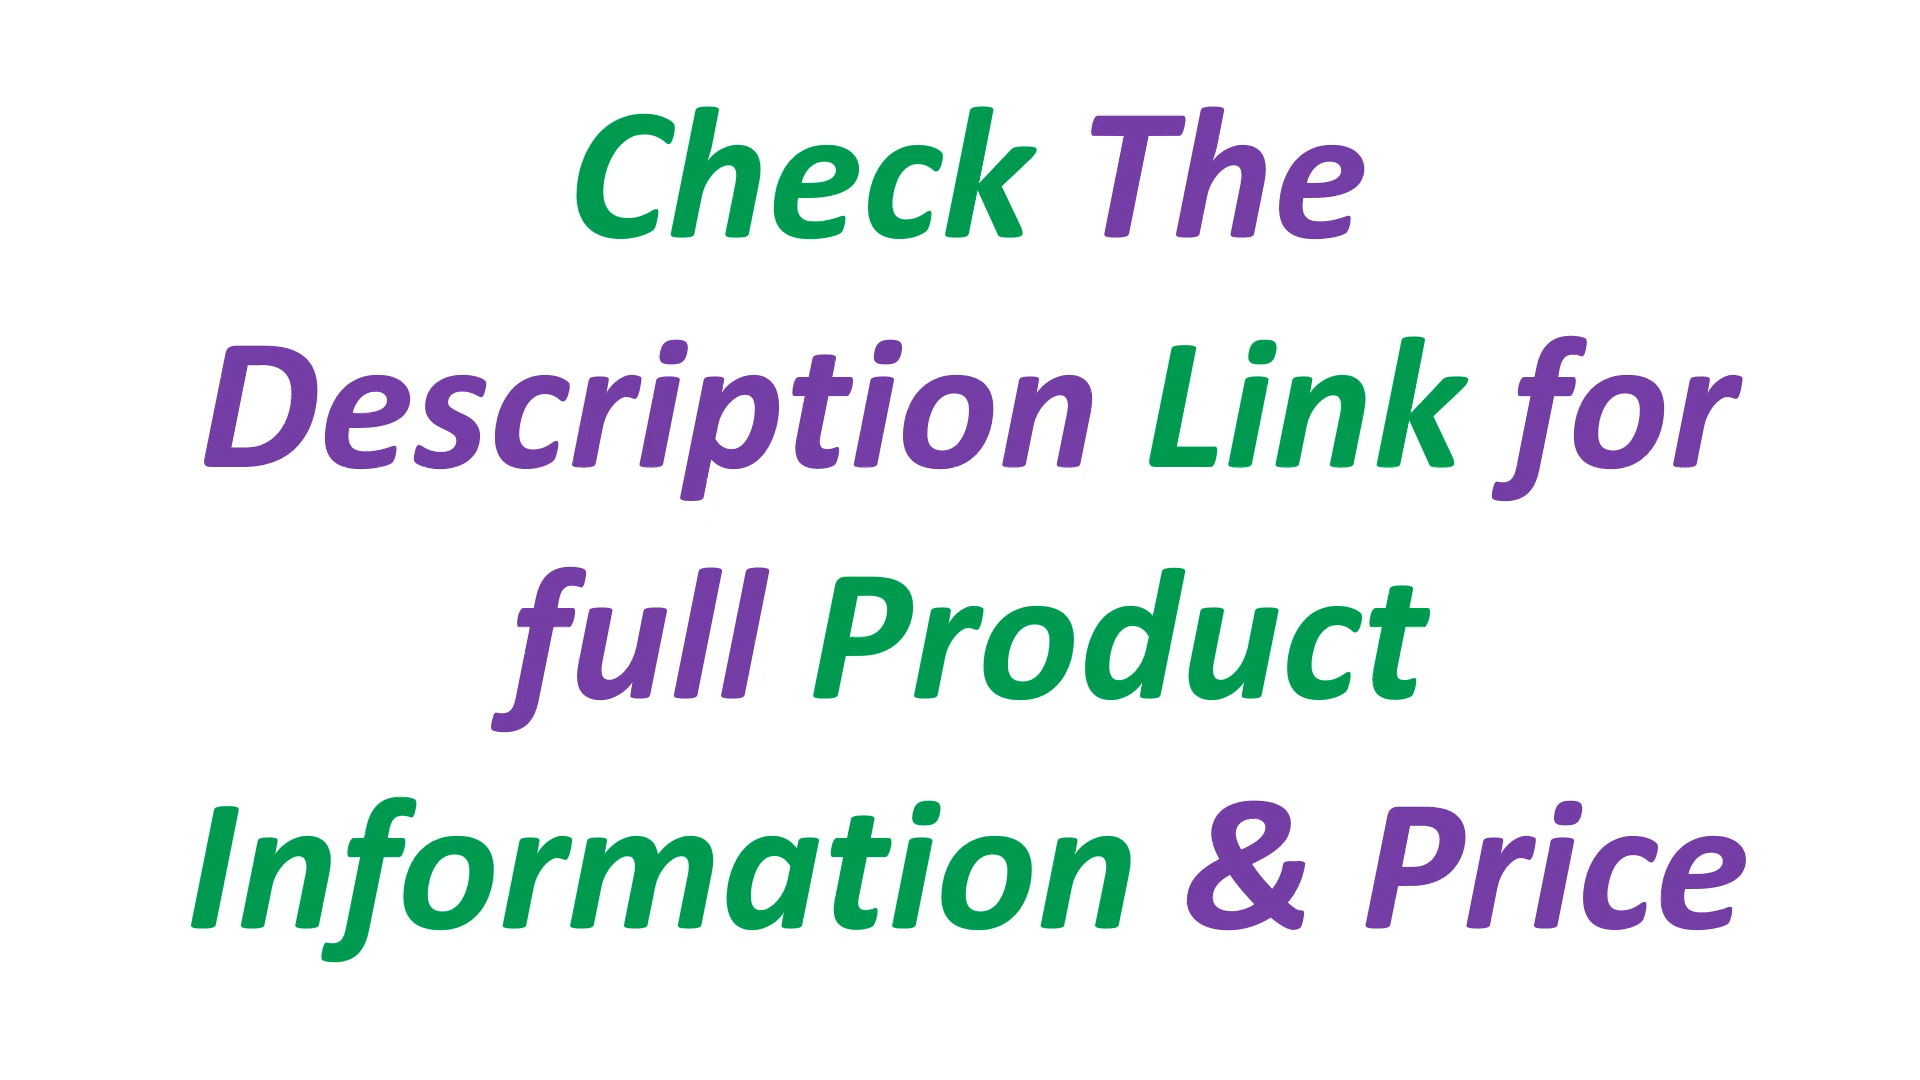 Check The
Description Link for
full Product
Information & Price